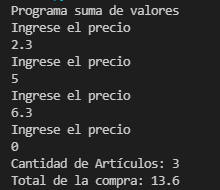 Programa suma de valores
Ingrese el precio
2.3
Ingrese el precio
5
Ingrese el precio
6.3
Ingrese el precio
0
Cantidad de Artículos: 3
Total de la compra: 13.6